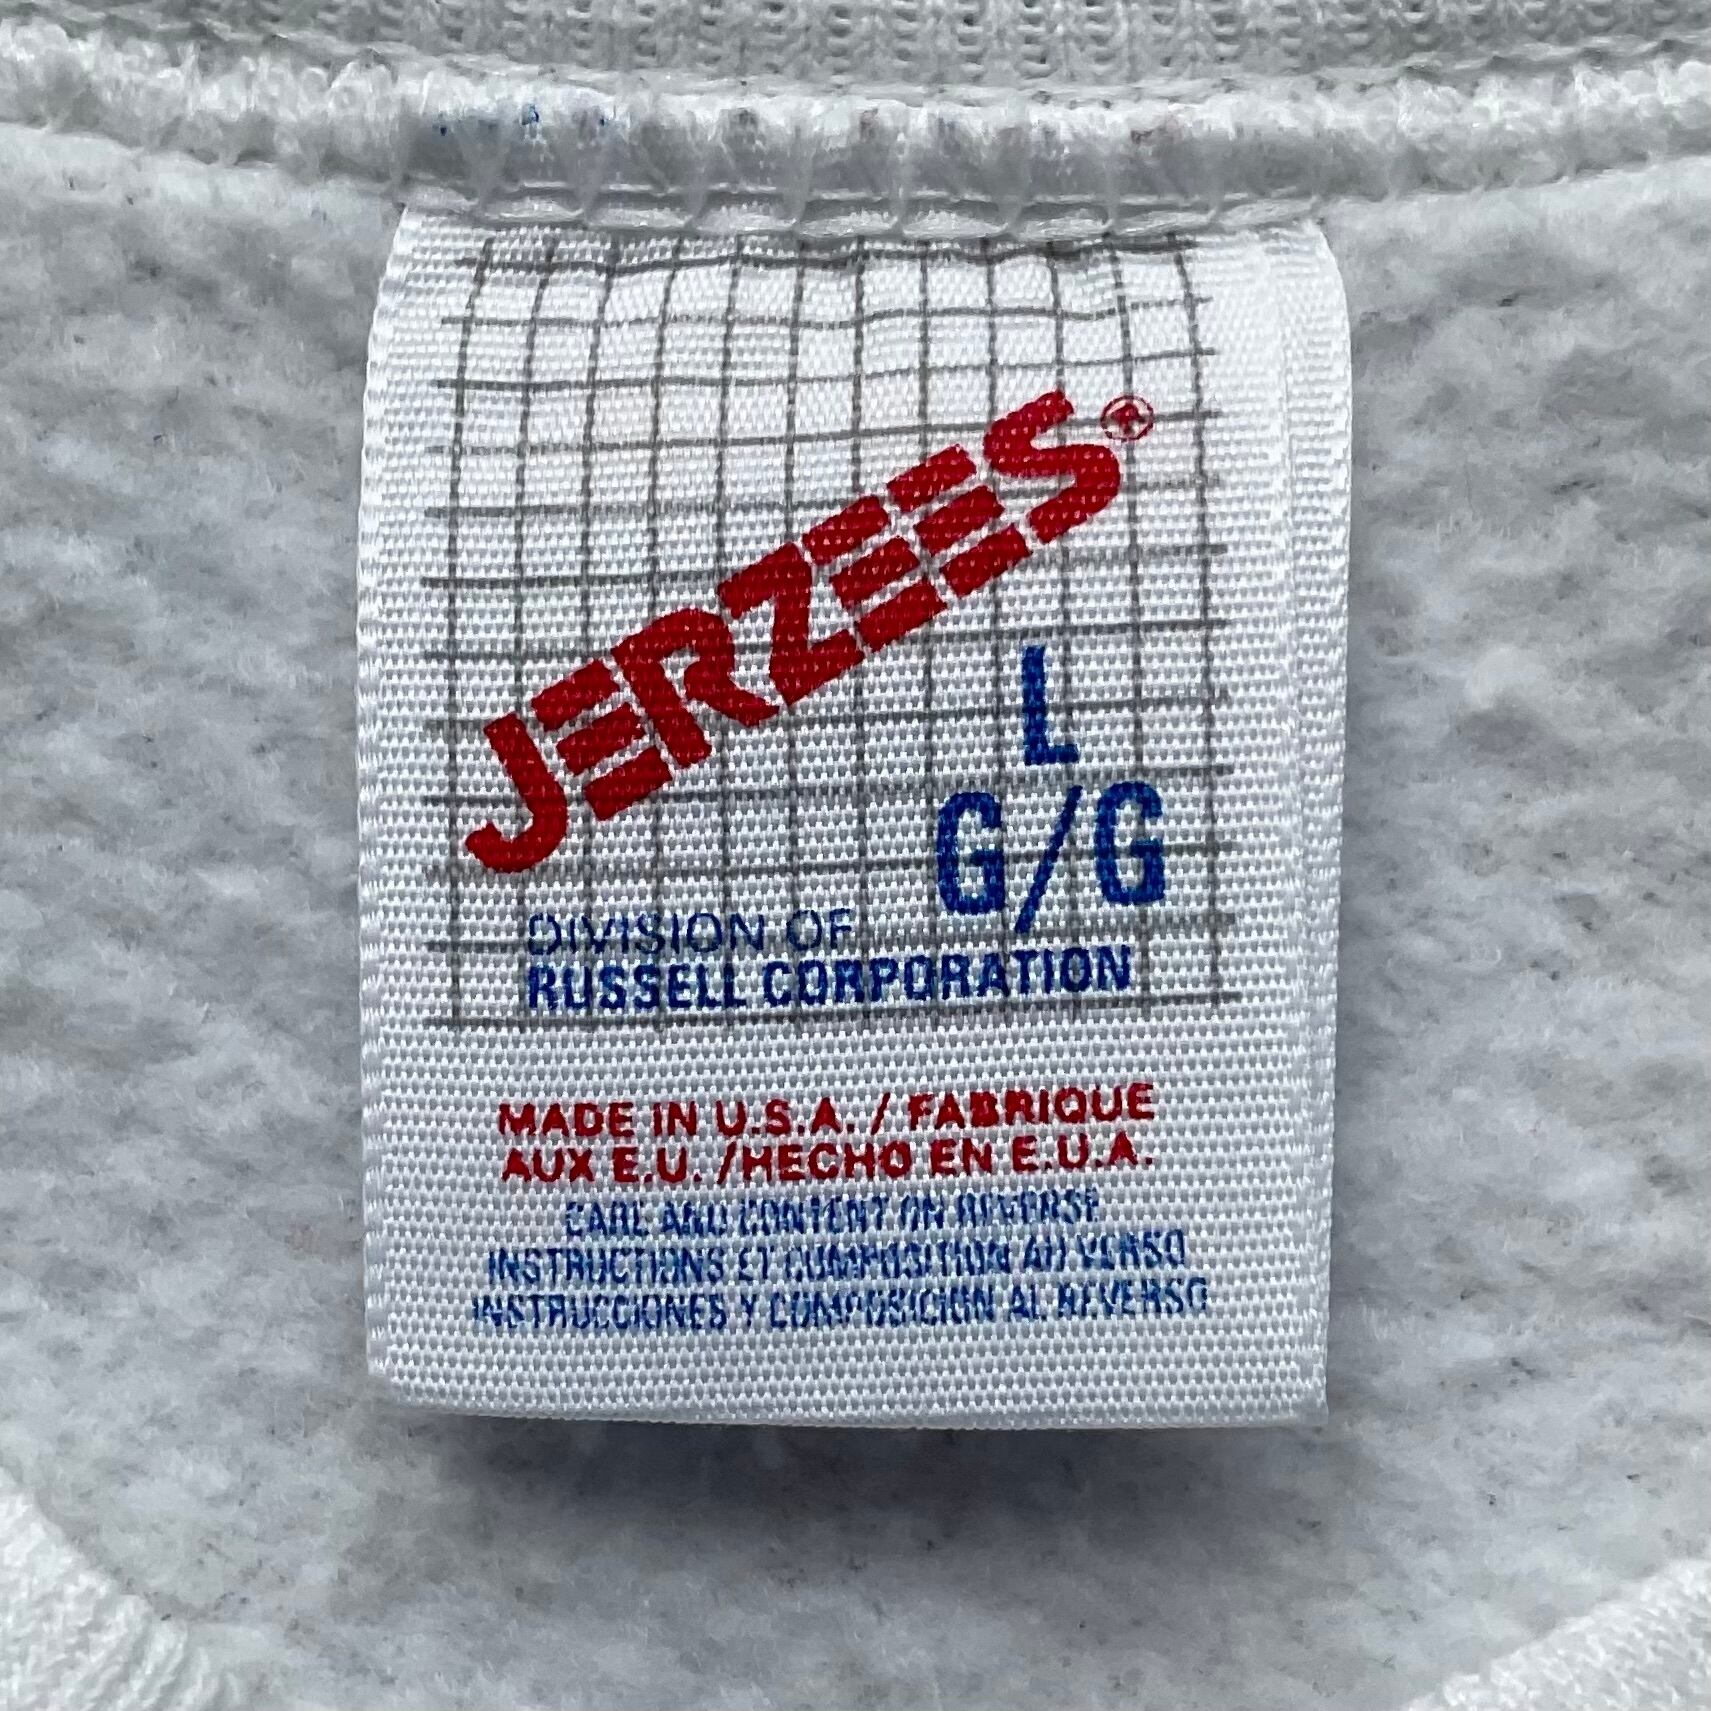 JERZEES®
L
G/G
DIVISION OF
RUSSELL CORPORATION
MADE IN U.S.A. / FABRIQUE
AUX E.U. /HECHO EN E.U.A.
CARE AND CONTENT ON REVERSE
INSTRUCTIONS ET COMPOSITION AU VERSO
INSTRUCCIONES Y COMPOSICION AL REVERSO